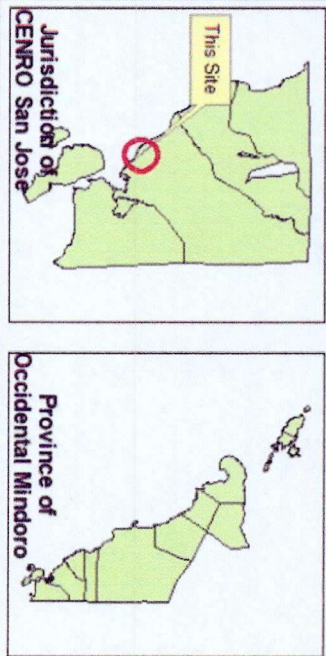 This Site
Jurisdiction of
CENRO San Jose
Province of
Occidental Mindoro